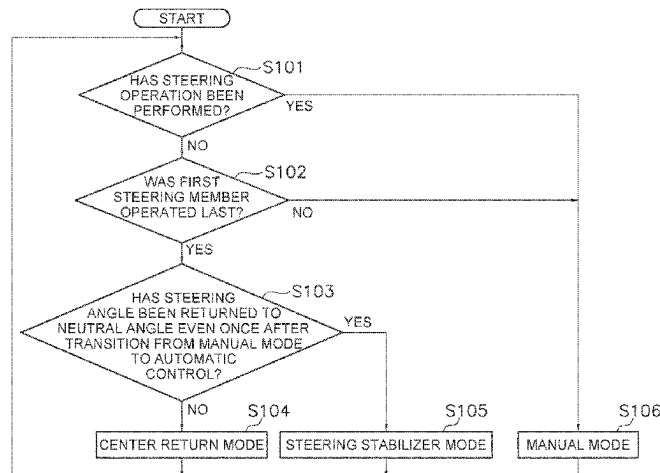 START
S101
HAS STEERING
OPERATION BEEN
PERFORMED?
YES
NO
S102
WAS FIRST
STEERING MEMBER
OPERATED LAST?
NO
YES
S103
HAS STEERING
ANGLE BEEN RETURNED TO
NEUTRAL ANGLE EVEN ONCE AFTER
TRANSITION FROM MANUAL MODE
TO AUTOMATIC
CONTROL?
YES
NO
S104
S105
S106
CENTER RETURN MODE
STEERING STABILIZER MODE
MANUAL MODE